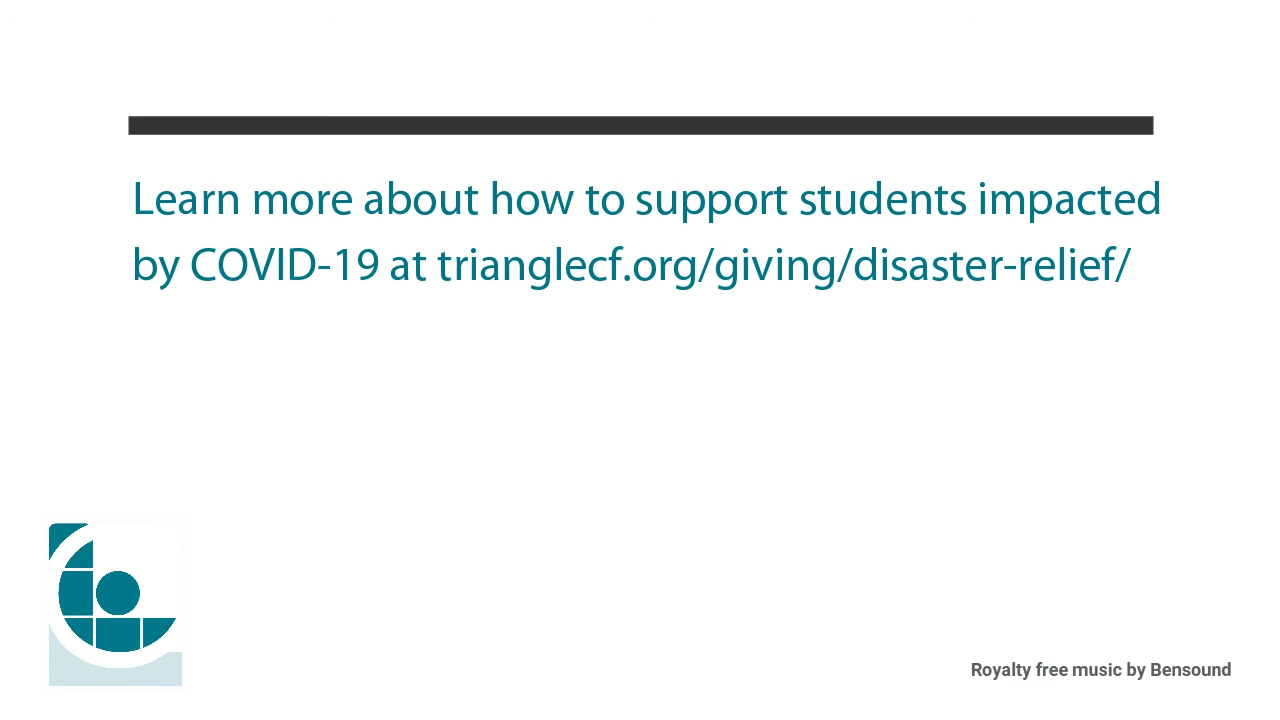 Learn more about how to support students impacted
by COVID-19 at trianglecf.org/giving/disaster-relief/
Royalty free music by Bensound